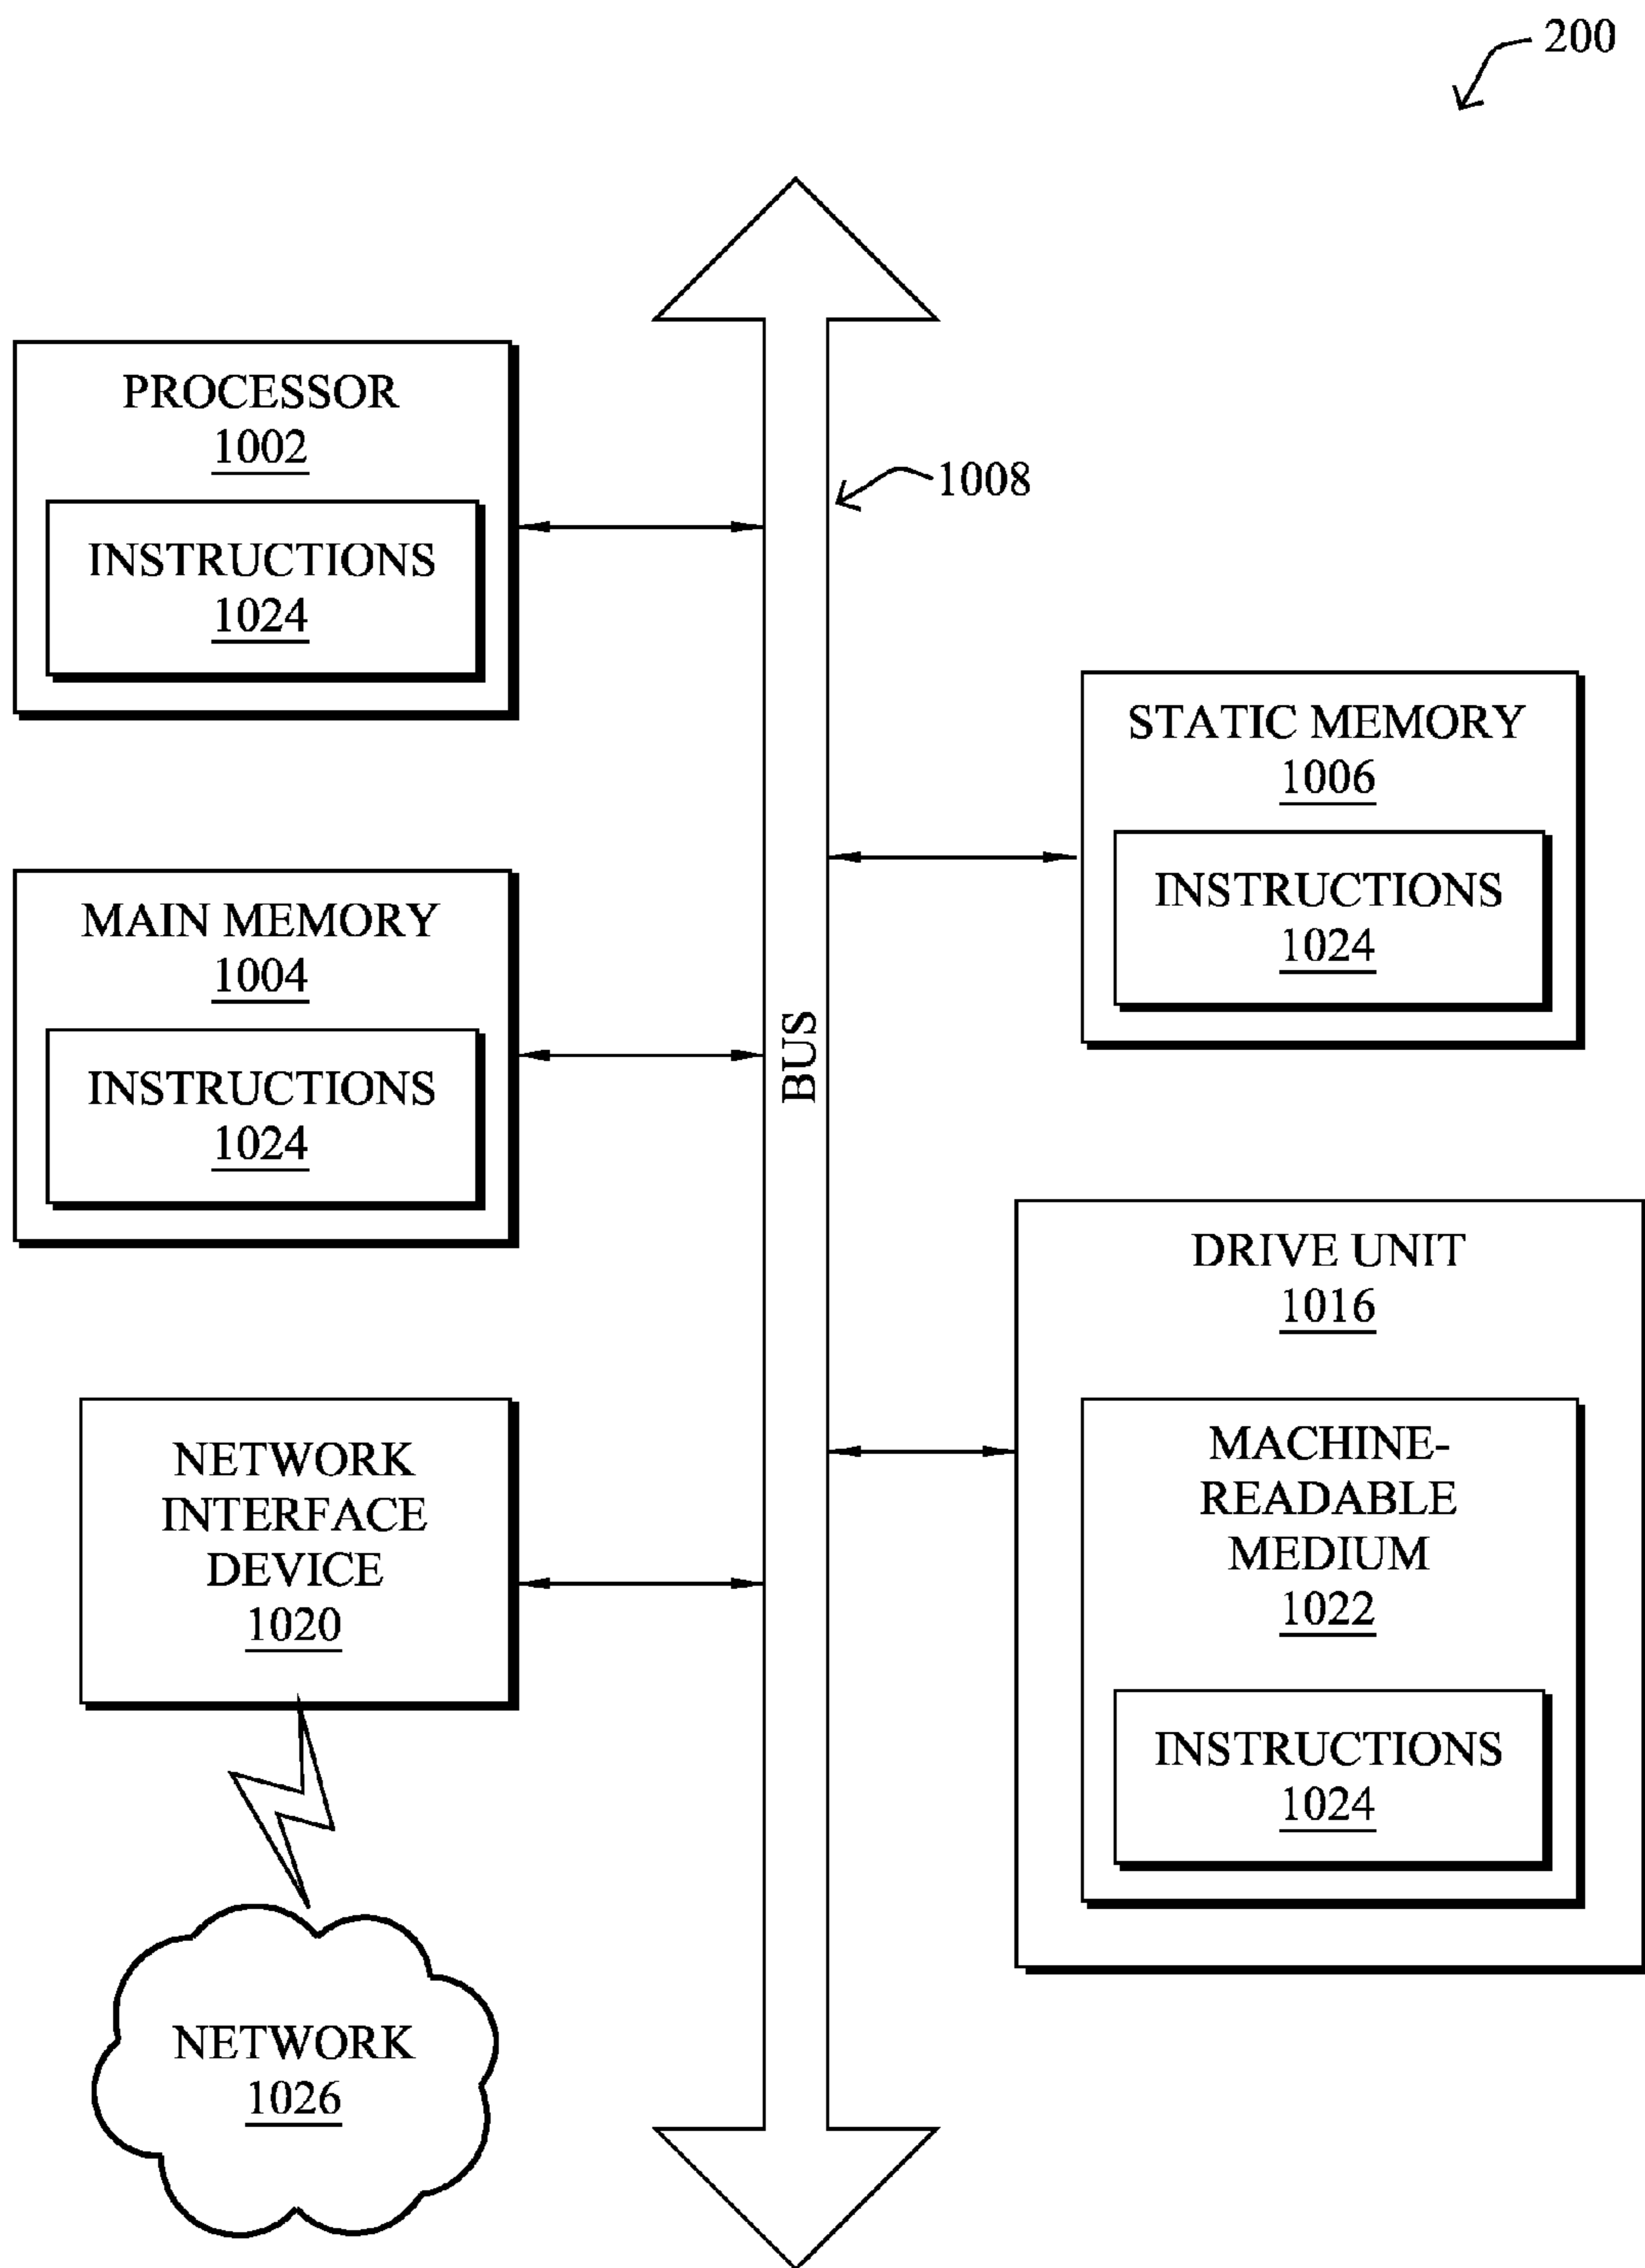 200
PROCESSOR
1002
INSTRUCTIONS
1024
1008
STATIC MEMORY
1006
INSTRUCTIONS
1024
MAIN MEMORY
1004
INSTRUCTIONS
1024
BUS
DRIVE UNIT
1016
MACHINE-
READABLE
MEDIUM
1022
INSTRUCTIONS
1024
NETWORK
INTERFACE
DEVICE
1020
NETWORK
1026